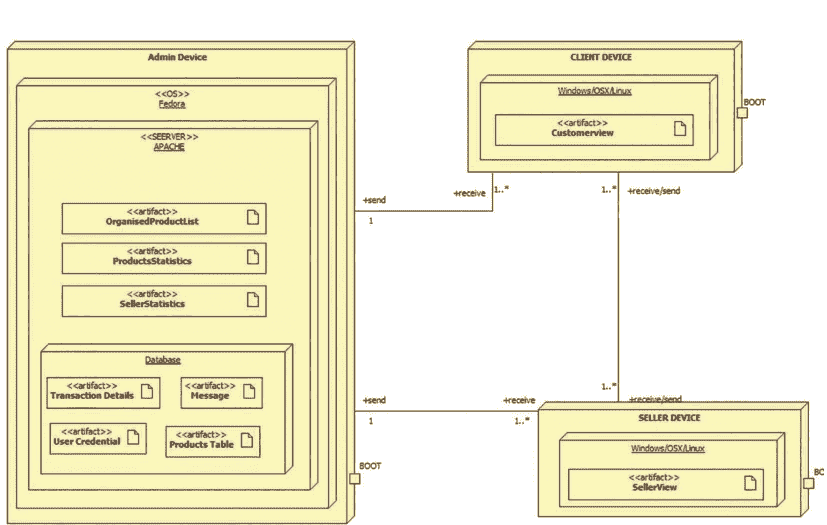 Admin Device
<<OS>>
Fedora
<<SEERVER>>
APACHE
<<artifact>>
OrganisedProductList
<<artifact>>
ProductsStatistics
<<artifact>>
SellerStatistics
Database
<<artifact>>
Transaction Details
<<artifact>>
Message
<<artifact>>
User Credential
<<artifact>>
Products Table
BOOT
CLIENT DEVICE
Windows/OSX/Linux
<<artifact>>
Customerview
BOOT
+send
1
+receive
1..*
1..*
+receive/send
+send
1
+receive
1..*
1..*
+receive/send
SELLER DEVICE
Windows/OSX/Linux
<<artifact>>
SellerView